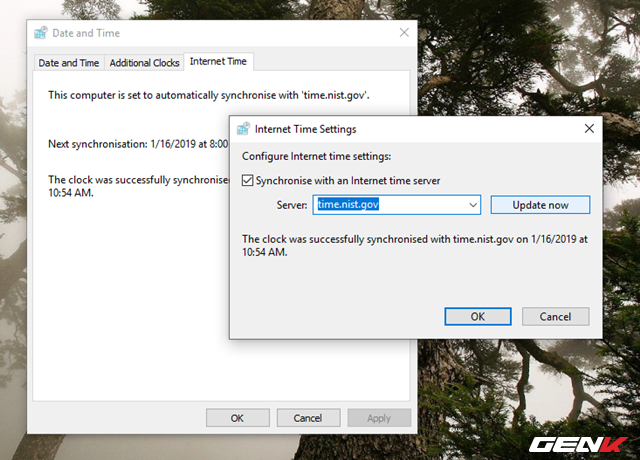 Date and Time
Date and Time
Additional Clocks
Internet Time
This computer is set to automatically synchronise with 'time.nist.gov'.
Next synchronisation: 1/16/2019 at 8:00
The clock was successfully synchronised
10:54 AM.
OK
Cancel
Apply
Internet Time Settings
Configure Internet time settings:
Synchronise with an Internet time server
Server:
time.nist.gov
Update now
The clock was successfully synchronised with time.nist.gov on 1/16/2019 at
10:54 AM.
OK
Cancel
GENK